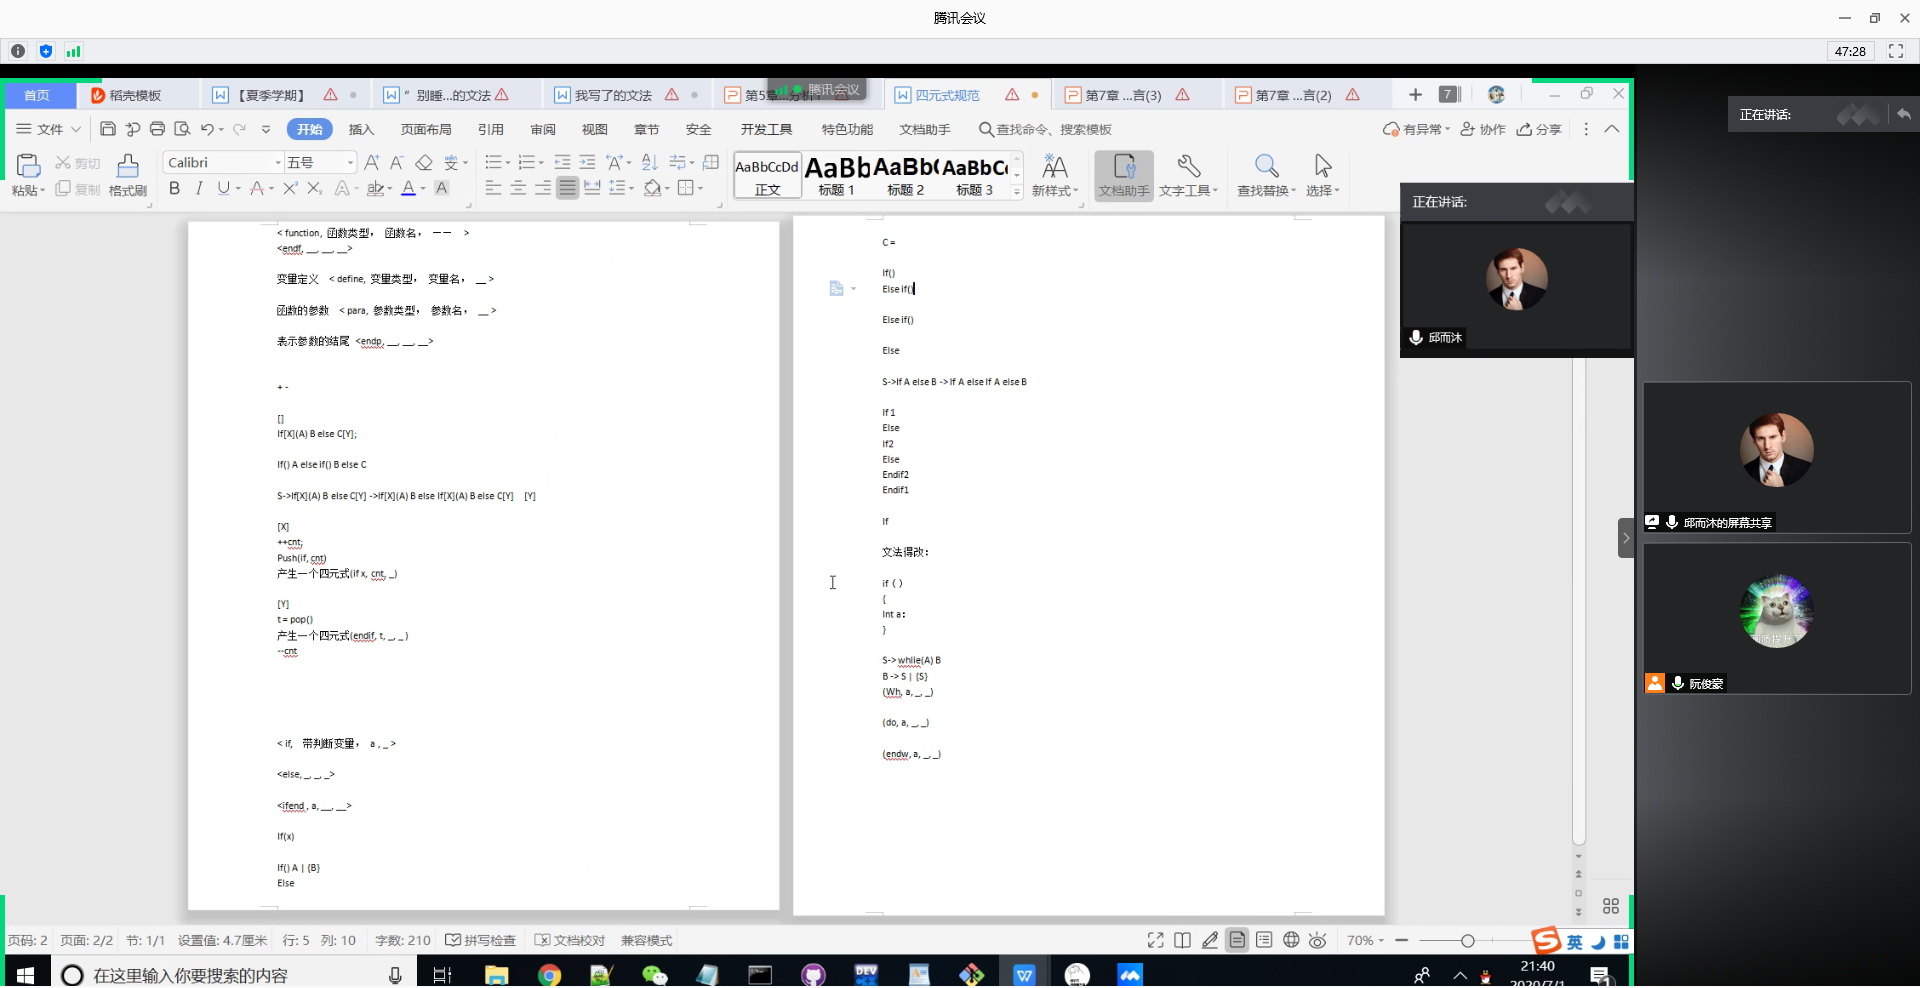 腾讯会议
47:28
首页
稻壳模板
【夏季学期】
" 别睡...的文法
我写了的文法
第5章...分析
腾讯会议
四元式规范
第7章 ...言(3)
第7章 ...言(2)
7
正在讲话:
文件
开始
插入
页面布局
引用
审阅
视图
章节
安全
开发工具
特色功能
文档助手
查找命令、搜索模板
有异常
协作
分享
粘贴
剪切
复制
格式刷
Calibri
五号
AaBbCcDd
正文
AaBb
标题 1
AaBb(
标题 2
AaBbC
标题 3
新样式
文档助手
文字工具
查找替换
选择
正在讲话:
邱而沐
邱而沐的屏幕共享
阮俊豪
< function, 函数类型， 函数名， — —  >
<endf, __, __, __>
变量定义  < define, 变量类型， 变量名， __ >
函数的参数  < para, 参数类型， 参数名， __ >
表示参数的结尾 <endp, __, __, __>
+ -
[]
If[X](A) B else C[Y];
If() A else if() B else C
S->If[X](A) B else C[Y] ->If[X](A) B else If[X](A) B else C[Y]   [Y]
[X]
++cnt;
Push(if, cnt)
产生一个四元式(if x, cnt, _)
[Y]
t = pop()
产生一个四元式(endif, t, _, _ )
--cnt
< if, 带判断变量， a , _ >
<else, _, _, _>
<ifend , a, __, __>
If(x)
If() A | {B}
Else
C =
If()
Else if()
Else if()
Else
S->If A else B -> If A else If A else B
If 1
Else
If2
Else
Endif2
Endif1
If
文法得改：
if ( )
{
Int a:
}
S-> whlie(A) B
B -> S | {S}
(Wh, a, _, _)
(do, a, _, _)
(endw, a, _, _)
页码: 2
页面: 2/2
节: 1/1
设置值: 4.7厘米
行: 5
列: 10
字数: 210
拼写检查
文档校对
兼容模式
70%
英
在这里输入你要搜索的内容
21:40
2020/7/1